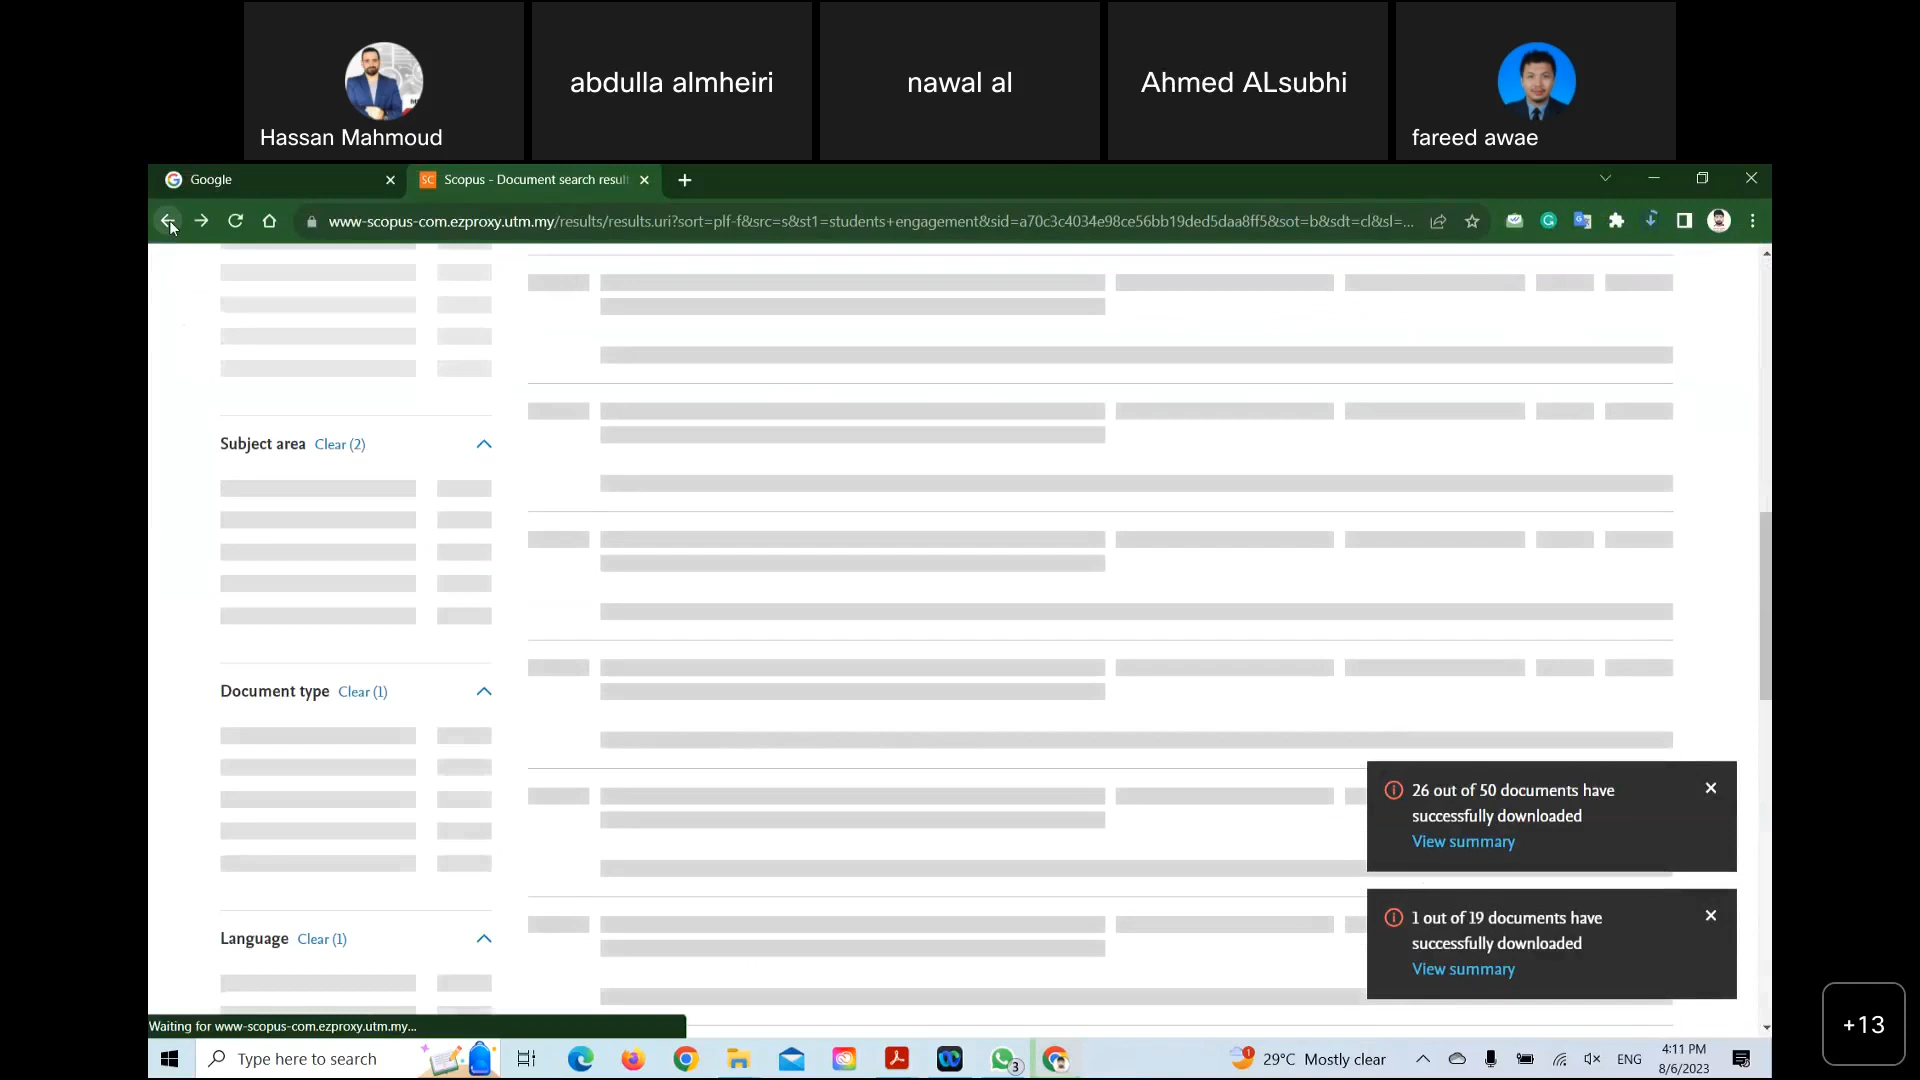 Hassan Mahmoud
abdulla almheiri
nawal al
Ahmed ALsubhi
fareed awae
Google
SC Scopus - Document search resul
www-scopus-com.ezproxy.utm.my/results/results.uri?sort=plf-f&src=s&st1=students+engagement&sid=a70c3c4034e98ce56bb19ded5daa8ff5&sot=b&sdt=cl&sl=...
Subject area Clear (2)
Document type Clear (1)
Language Clear (1)
26 out of 50 documents have
successfully downloaded
View summary
1 out of 19 documents have
successfully downloaded
View summary
Waiting for www-scopus-com.ezproxy.utm.my...
+13
Type here to search
3
1
29°C Mostly clear
ENG
4:11 PM
8/6/2023